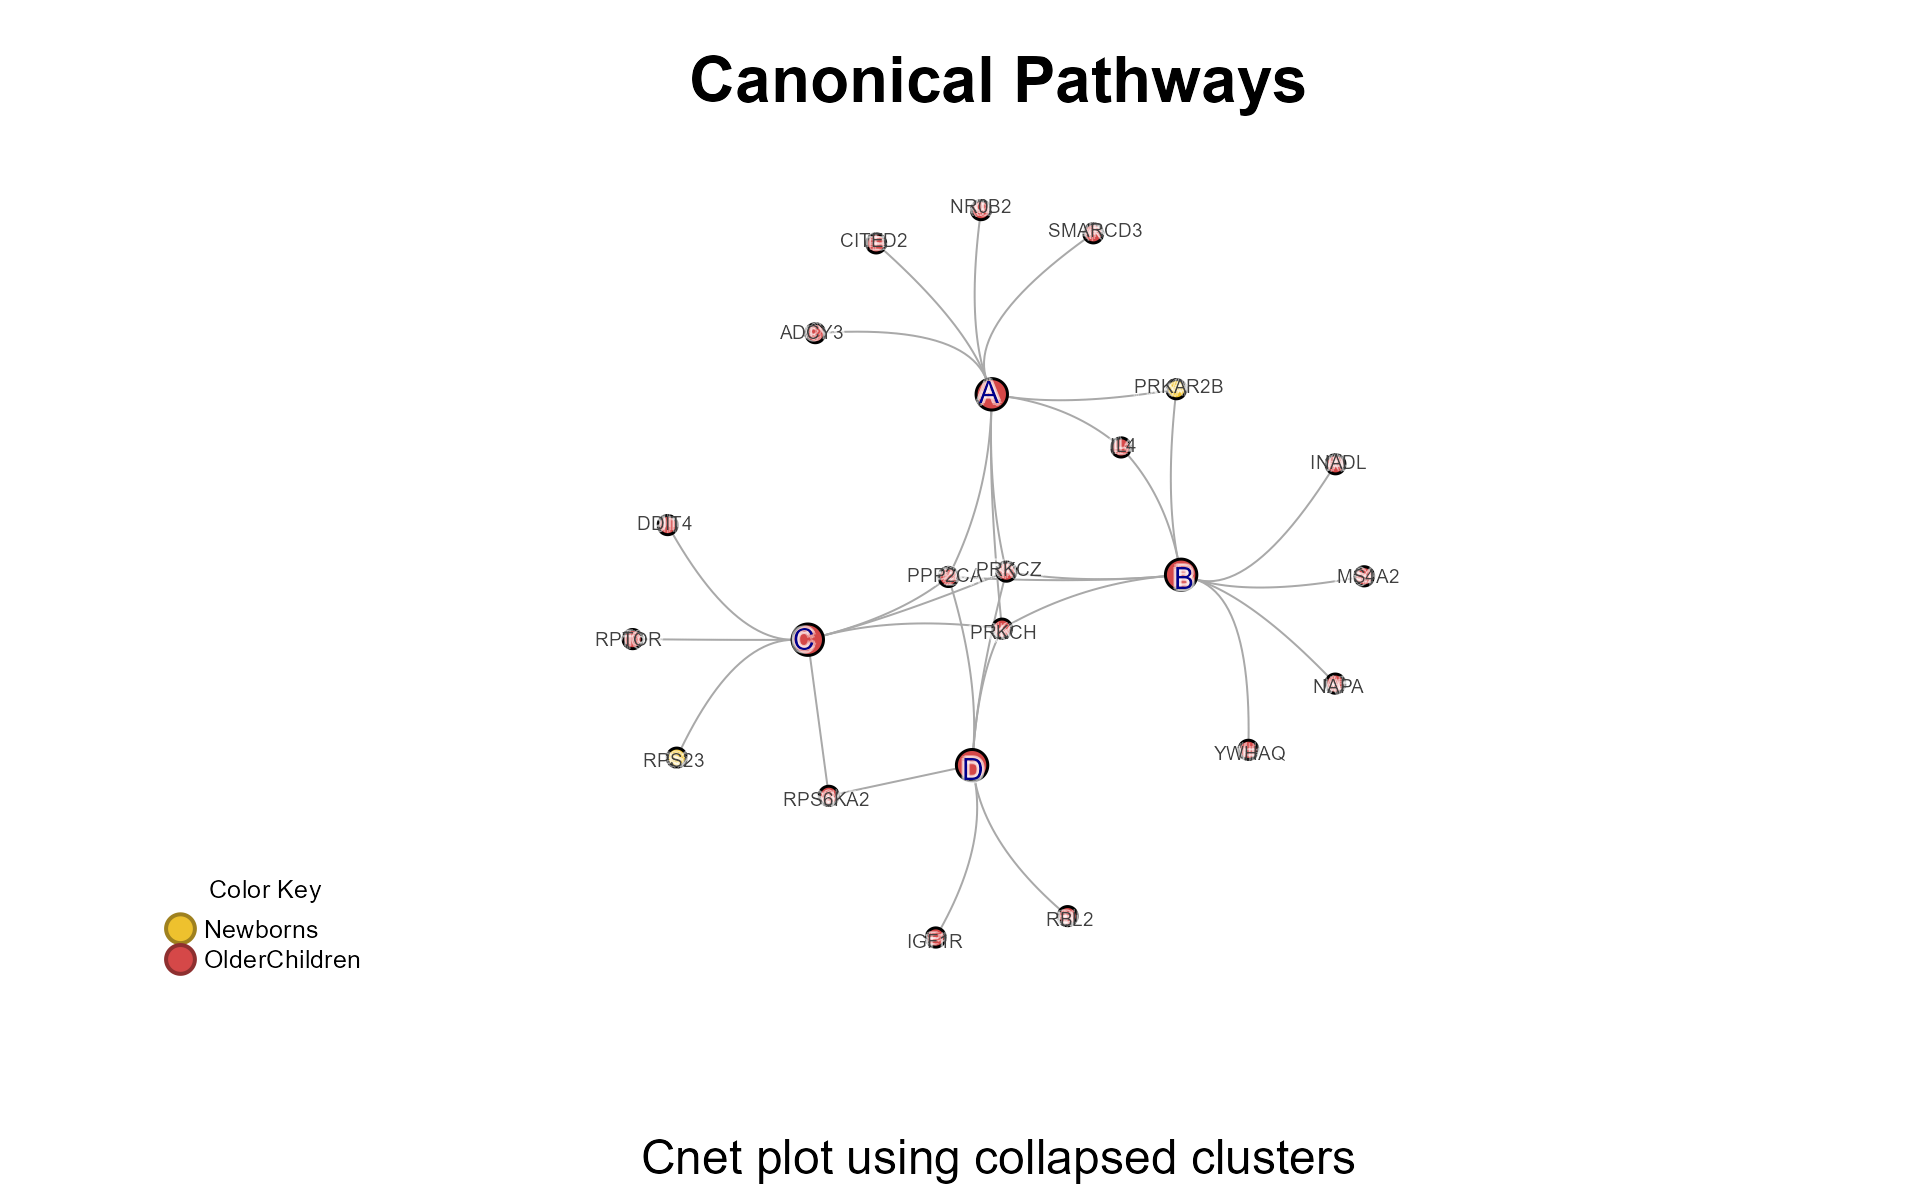 Canonical Pathways
NR0B2
SMARCD3
CITED2
ADCY3
A
PRKAR2B
IL4
INADL
DDIT4
PPP2CA
PRKCZ
B
MS4A2
RPTOR
C
PRKCH
NAPA
RPS23
D
YWHAQ
RPS6KA2
Color Key
Newborns
OlderChildren
RBL2
IGF1R
Cnet plot using collapsed clusters